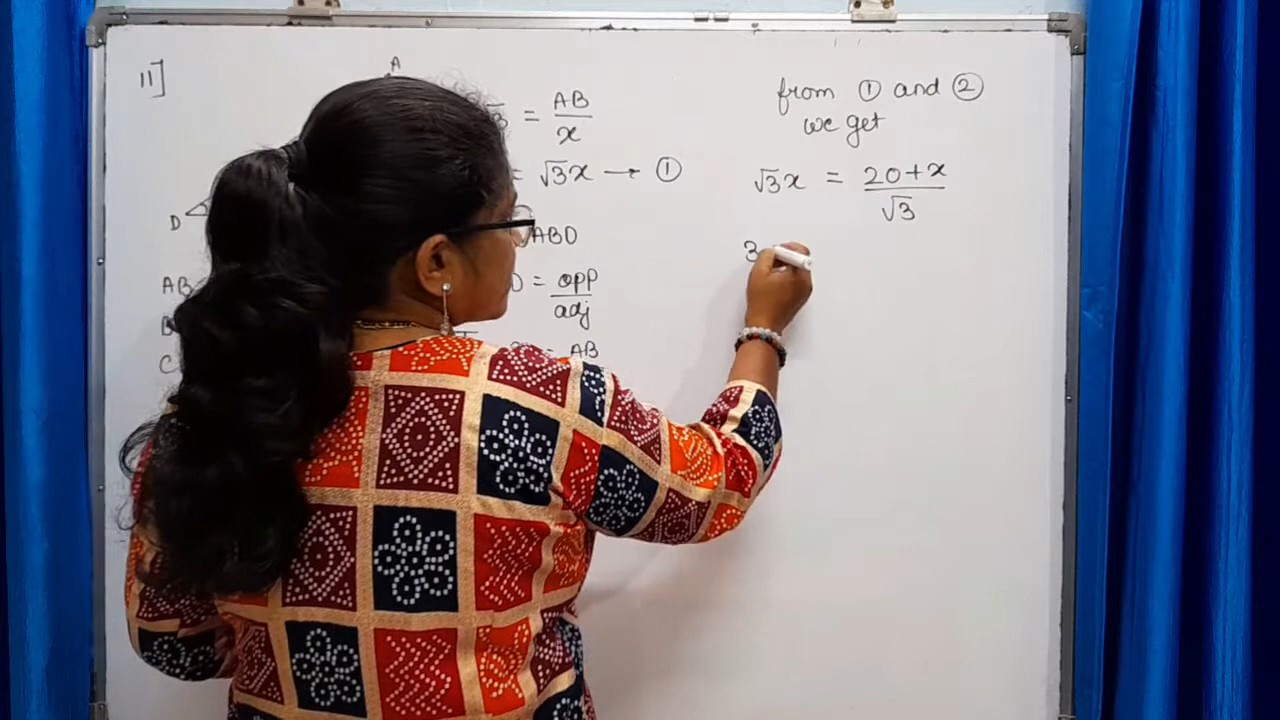 11]
A
= AB/x
= √3x → ①
D
ABD
AB
= opp/adj
= AB
C
from ① and ②
we get
√3x = 20+x/√3
3